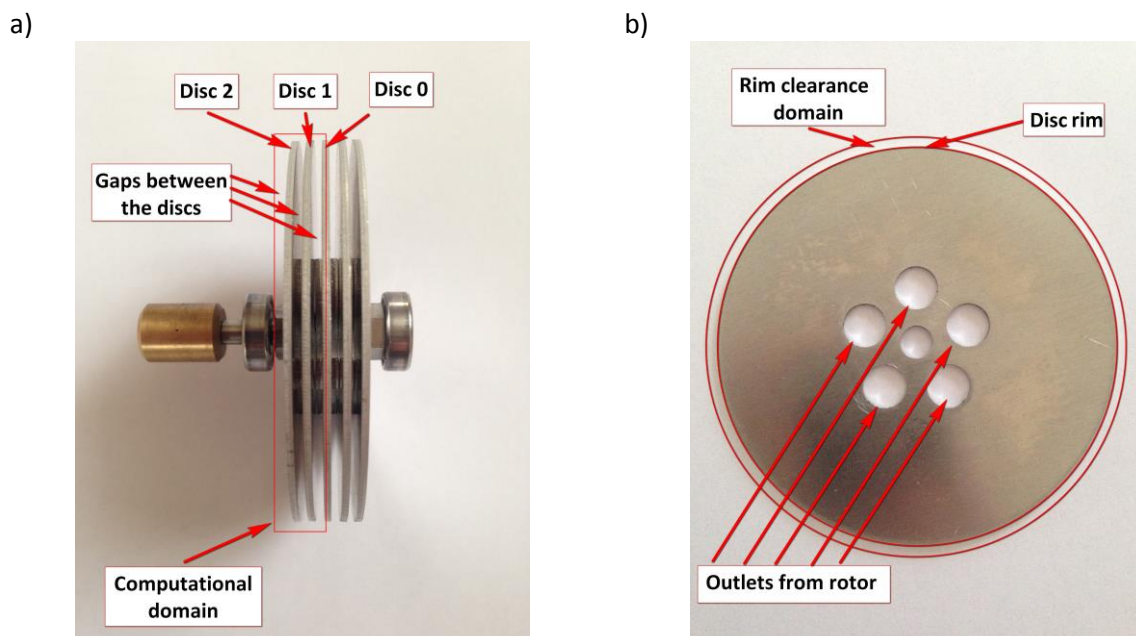 a)
Disc 2
Disc 1
Disc 0
Gaps between
the discs
Computational
domain
b)
Rim clearance
domain
Disc rim
Outlets from rotor